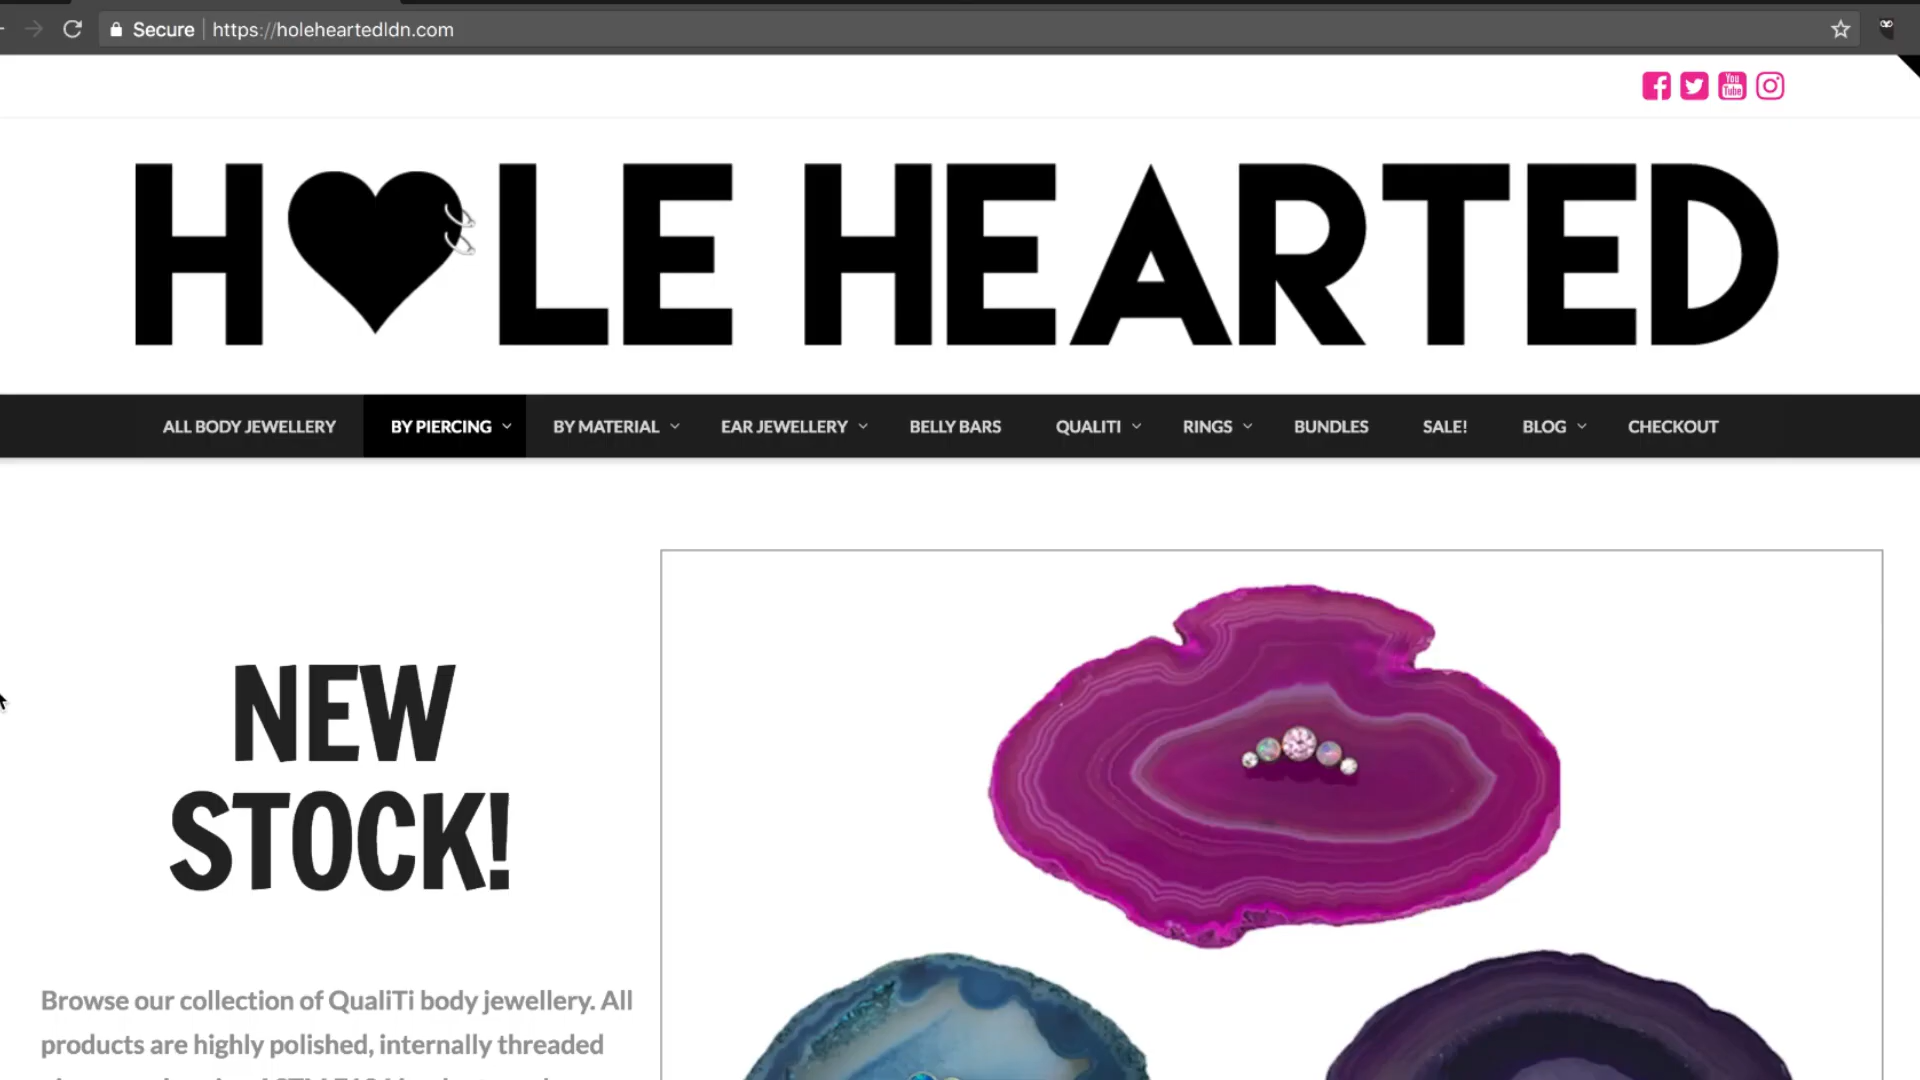 Secure | https://holeheartedldn.com
You Tube
H LE HEARTED
ALL BODY JEWELLERY BY PIERCING BY MATERIAL EAR JEWELLERY BELLY BARS QUALITI RINGS BUNDLES SALE! BLOG CHECKOUT
NEW
STOCK!
Browse our collection of QualiTi body jewellery. All
products are highly polished, internally threaded